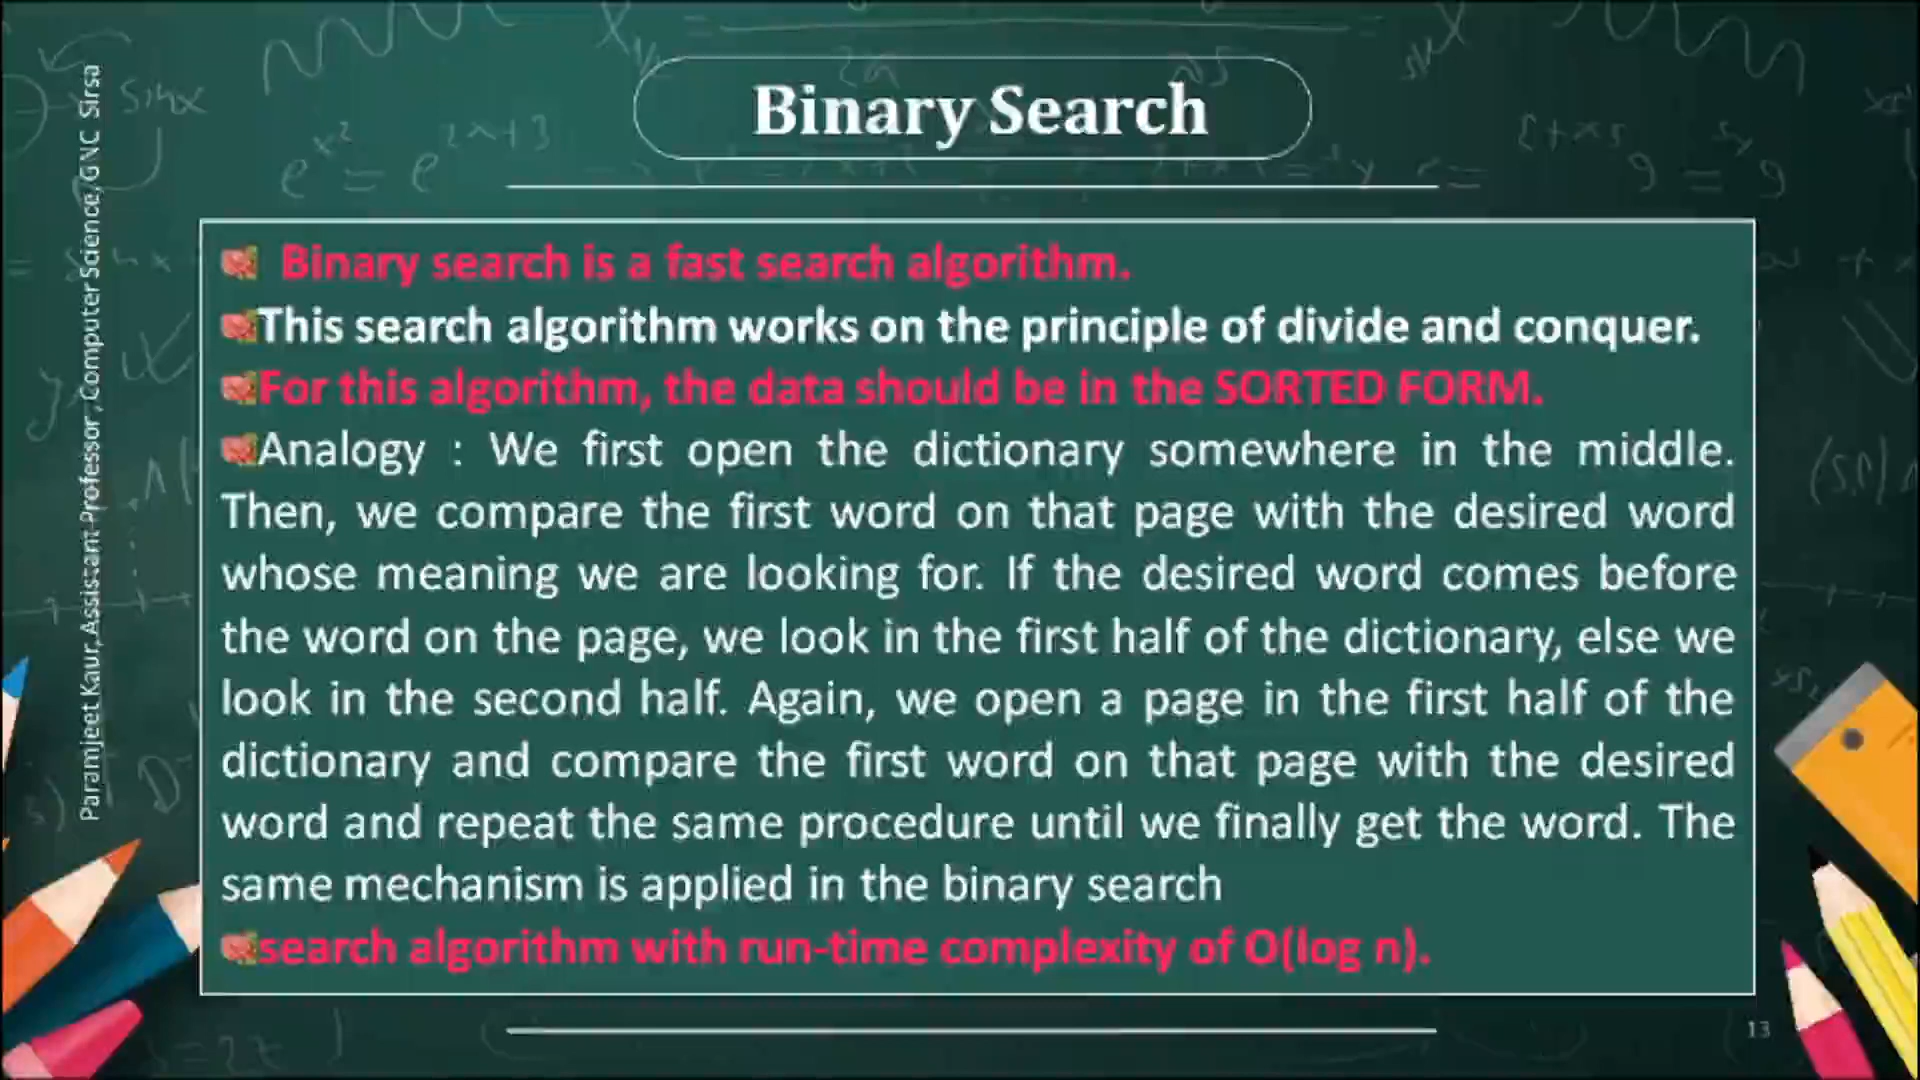 Binary Search
Paramjeet Kaur, Assistant Professor, Computer Science, GNC Sirsa
Binary search is a fast search algorithm.
This search algorithm works on the principle of divide and conquer.
For this algorithm, the data should be in the SORTED FORM.
Analogy : We first open the dictionary somewhere in the middle.
Then, we compare the first word on that page with the desired word
whose meaning we are looking for. If the desired word comes before
the word on the page, we look in the first half of the dictionary, else we
look in the second half. Again, we open a page in the first half of the
dictionary and compare the first word on that page with the desired
word and repeat the same procedure until we finally get the word. The
same mechanism is applied in the binary search
search algorithm with run-time complexity of O(log n).
13